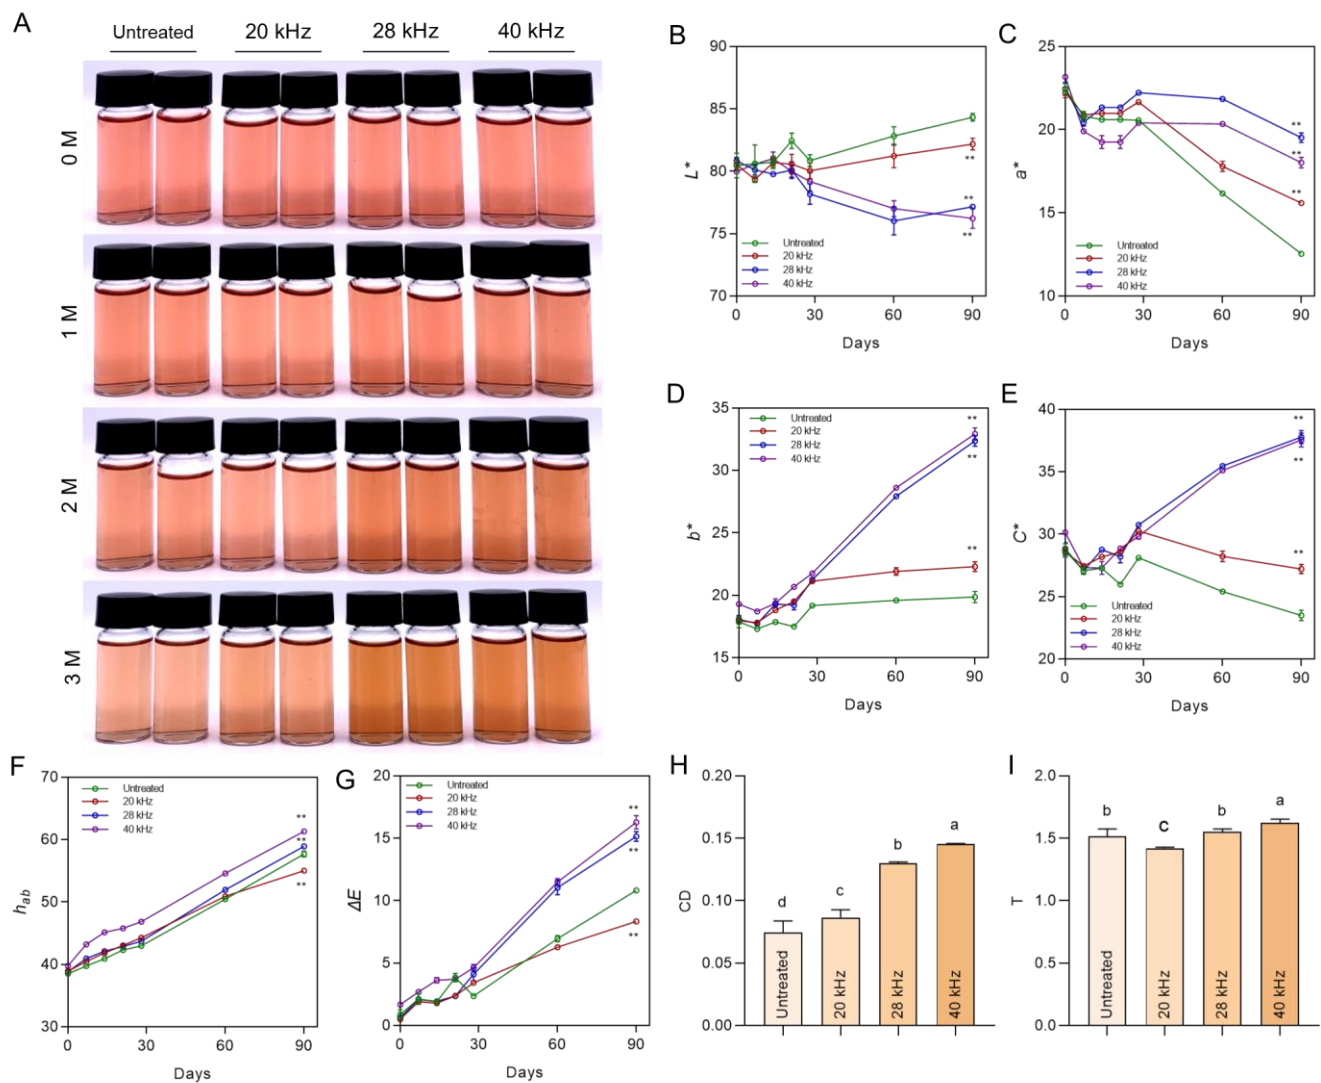 A
Untreated 20 kHz 28 kHz 40 kHz
0 M
1 M
2 M
3 M
B
90
85
80
75
70
L*
Untreated
20 kHz
28 kHz
40 kHz
**
**
**
0 30 60 90
Days
C
25
20
15
10
a*
Untreated
20 kHz
28 kHz
40 kHz
**
**
**
0 30 60 90
Days
D
35
30
25
20
15
b*
Untreated
20 kHz
28 kHz
40 kHz
**
**
**
0 30 60 90
Days
E
40
35
30
25
20
C*
Untreated
20 kHz
28 kHz
40 kHz
**
**
**
0 30 60 90
Days
F
70
60
50
40
30
hab
Untreated
20 kHz
28 kHz
40 kHz
**
**
**
0 30 60 90
Days
G
20
15
10
5
0
ΔE
Untreated
20 kHz
28 kHz
40 kHz
**
**
**
0 30 60 90
Days
H
0.20
0.15
0.10
0.05
0.00
CD
d c b a
Untreated
20 kHz
28 kHz
40 kHz
I
2.0
1.5
1.0
0.5
0.0
T
b c b a
Untreated
20 kHz
28 kHz
40 kHz